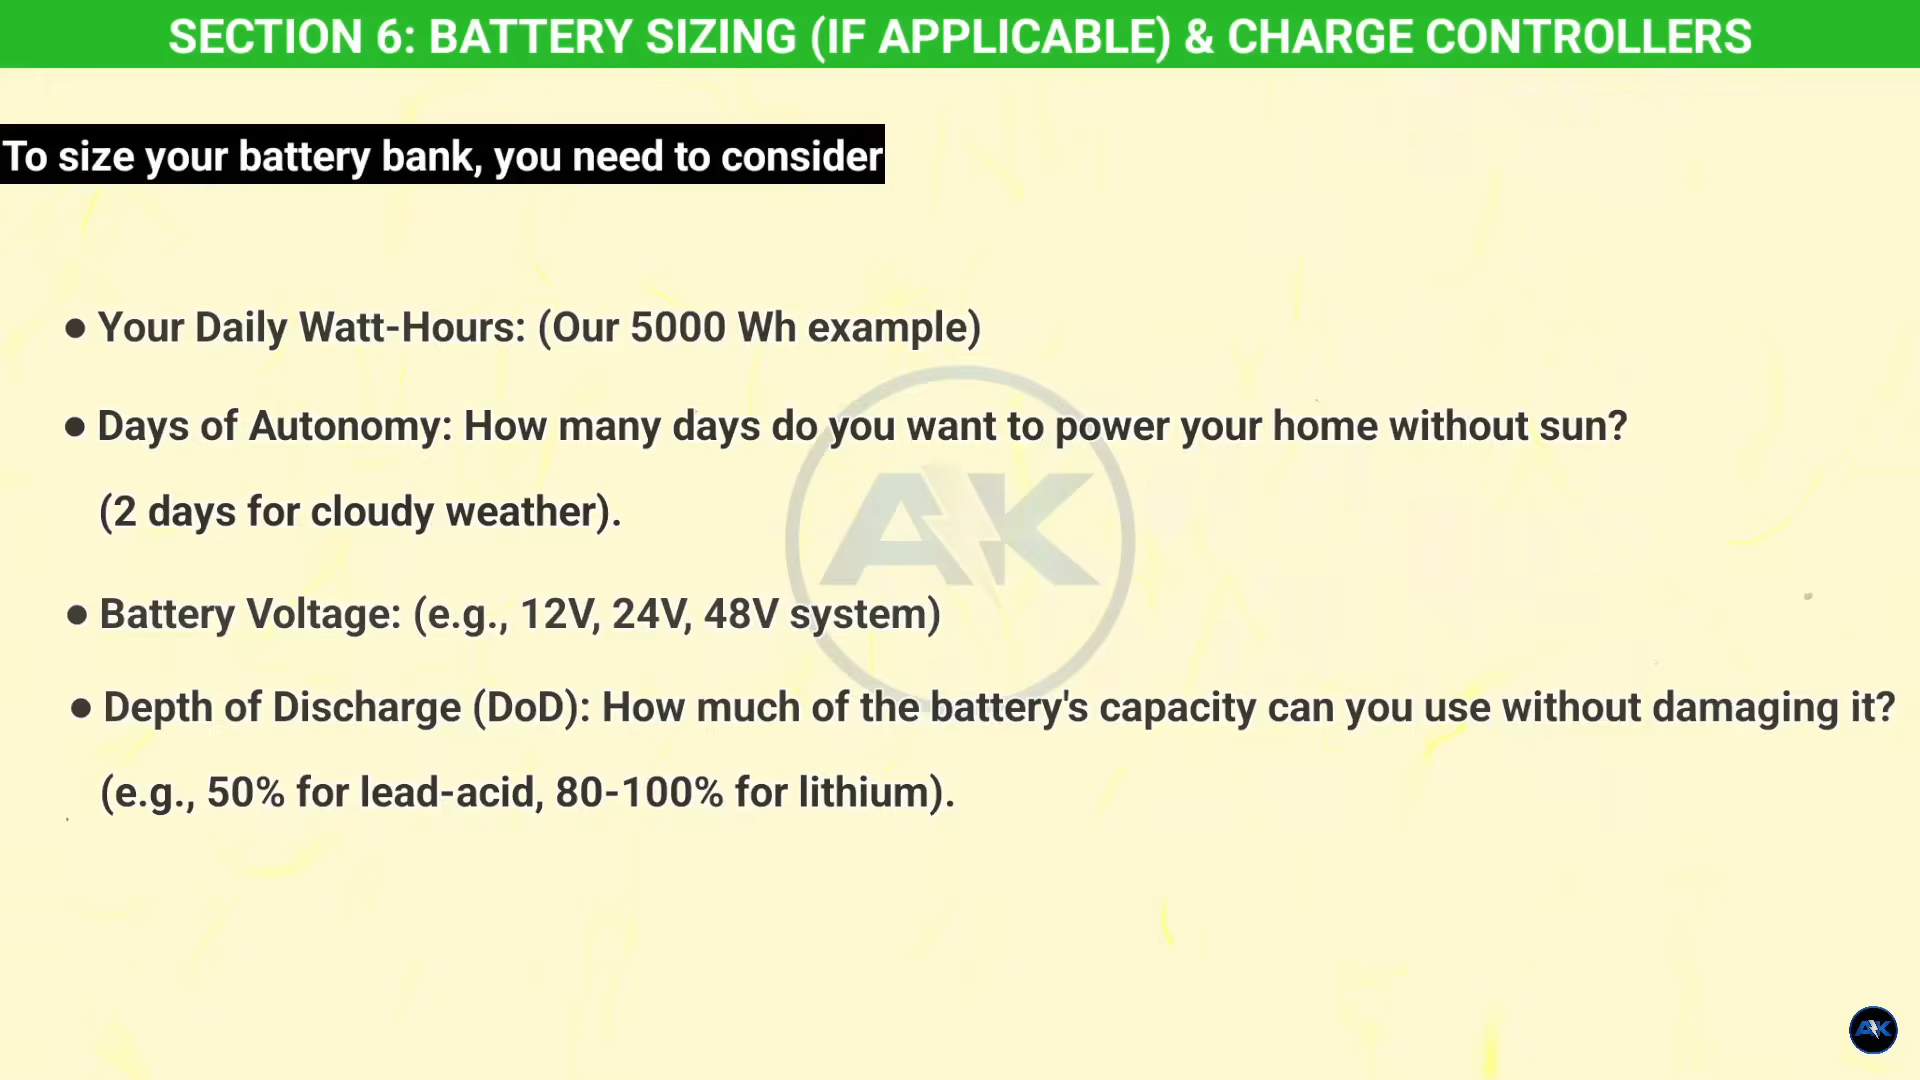 SECTION 6: BATTERY SIZING (IF APPLICABLE) & CHARGE CONTROLLERS
To size your battery bank, you need to consider
● Your Daily Watt-Hours: (Our 5000 Wh example)
● Days of Autonomy: How many days do you want to power your home without sun?
(2 days for cloudy weather).
● Battery Voltage: (e.g., 12V, 24V, 48V system)
● Depth of Discharge (DoD): How much of the battery's capacity can you use without damaging it?
(e.g., 50% for lead-acid, 80-100% for lithium).
AK
AK